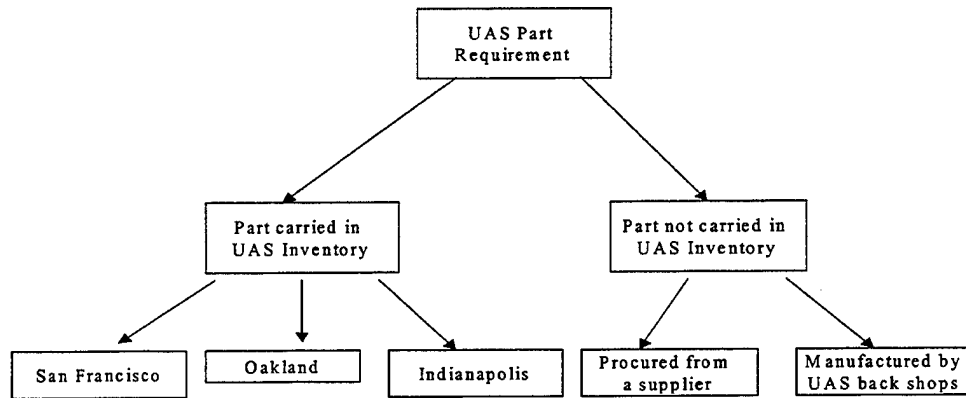 UAS Part
Requirement
Part carried in
UAS Inventory
Part not carried in
UAS Inventory
San Francisco
Oakland
Indianapolis
Procured from
a supplier
Manufactured by
UAS back shops